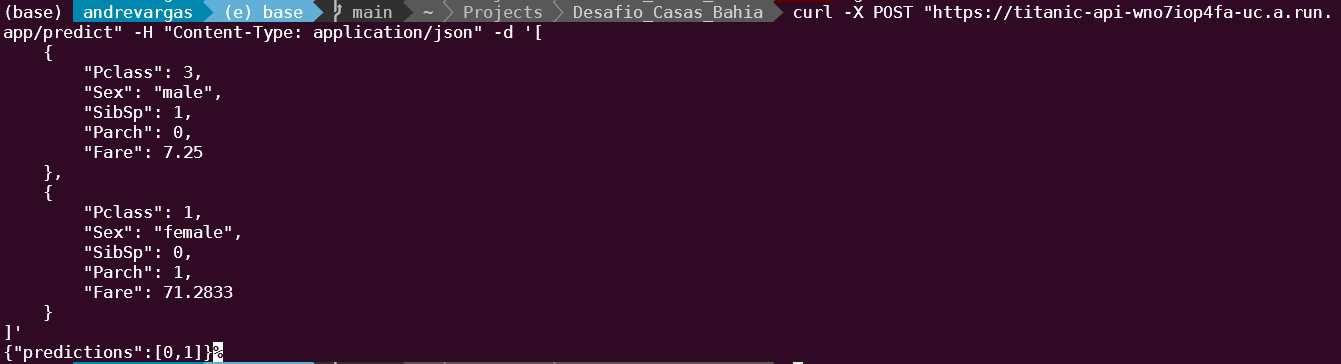 (base) andrevargas (e) base main ~ Projects Desafio_Casas_Bahia curl -X POST "https://titanic-api-wno7iop4fa-uc.a.run.
app/predict" -H "Content-Type: application/json" -d '[
    {
        "Pclass": 3,
        "Sex": "male",
        "SibSp": 1,
        "Parch": 0,
        "Fare": 7.25
    },
    {
        "Pclass": 1,
        "Sex": "female",
        "SibSp": 0,
        "Parch": 1,
        "Fare": 71.2833
    }
]'
{"predictions":[0,1]}%